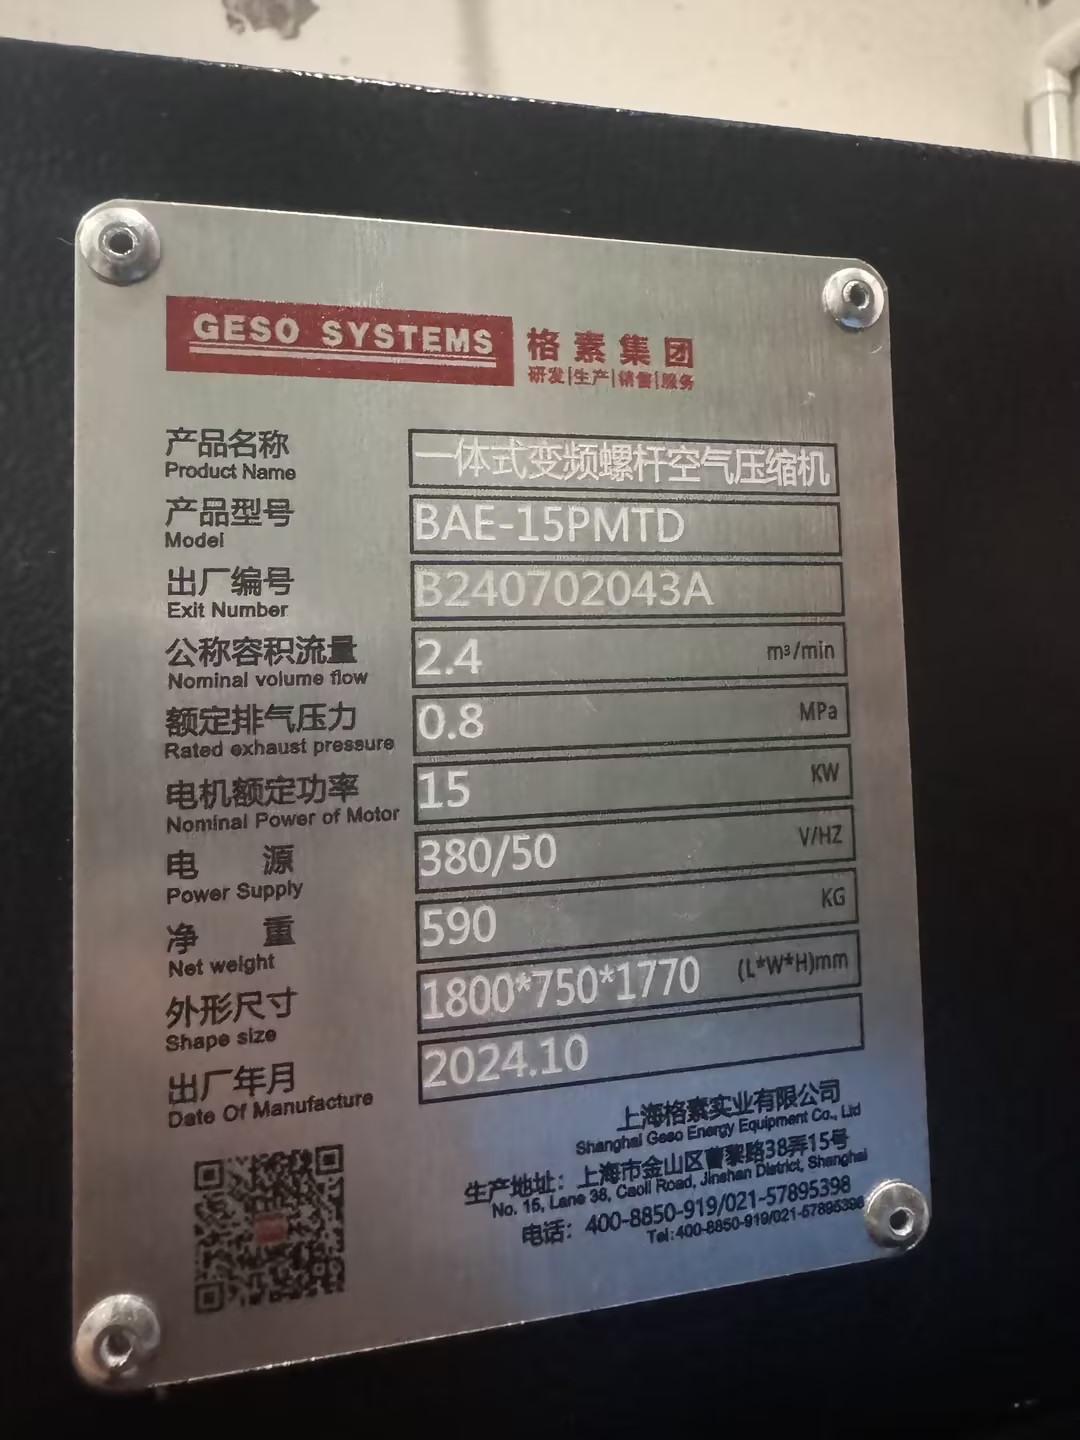 GESO SYSTEMS 格素集团
研发|生产|销售|服务
产品名称 一体式变频螺杆空气压缩机
Product Name
产品型号 BAE-15PMTD
Model
出厂编号 B240702043A
Exit Number
公称容积流量 2.4 m³/min
Nominal volume flow
额定排气压力 0.8 MPa
Rated exhaust pressure
电机额定功率 15 KW
Nominal Power of Motor
电 源 380/50 V/HZ
Power Supply
净 重 590 KG
Net weight
外形尺寸 1800*750*1770 (L*W*H)mm
Shape size
出厂年月 2024.10
Date Of Manufacture
上海格素实业有限公司
Shanghai Geso Energy Equipment Co., Ltd
生产地址：上海市金山区曹黎路38弄15号
No. 15, Lane 38, Caoli Road, Jinshan District, Shanghai
电话：400-8850-919/021-57895398
Tel:400-8850-919/021-57895398